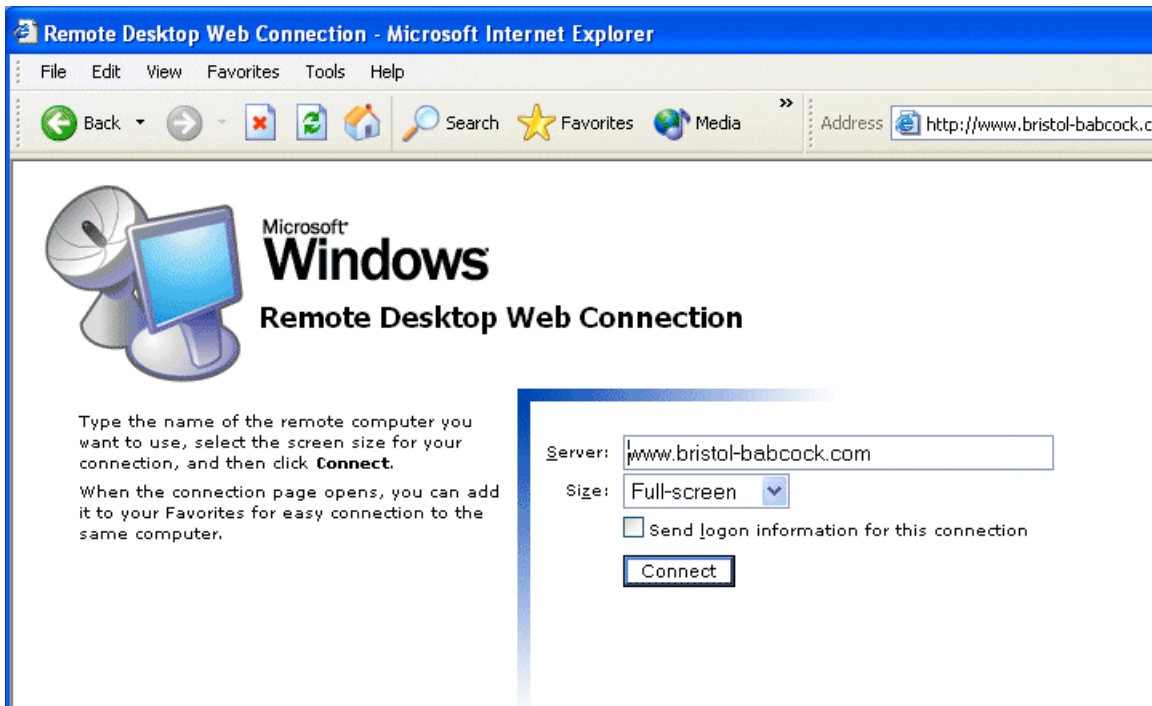 Remote Desktop Web Connection - Microsoft Internet Explorer
File Edit View Favorites Tools Help
Back Search Favorites Media » Address http://www.bristol-babcock.c
Microsoft
Windows
Remote Desktop Web Connection
Type the name of the remote computer you
want to use, select the screen size for your
connection, and then click Connect.
When the connection page opens, you can add
it to your Favorites for easy connection to the
same computer.
Server: www.bristol-babcock.com
Size: Full-screen
Send logon information for this connection
Connect